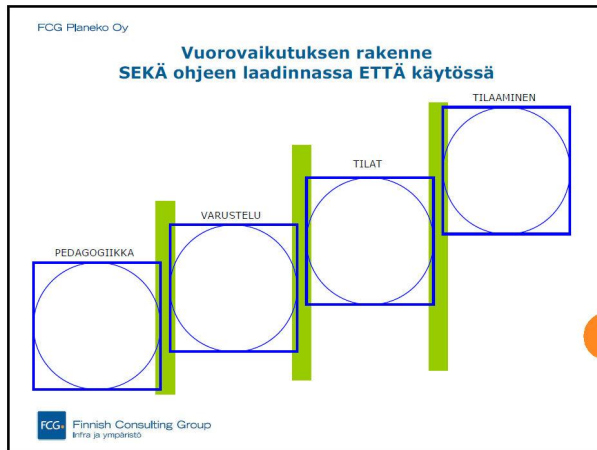 FCG Planeko Oy
Vuorovaikutuksen rakenne
SEKÄ ohjeen laadinnassa ETTÄ käytössä
TILAAMINEN
TILAT
VARUSTELU
PEDAGOGIIKKA
FCG Finnish Consulting Group
Infra ja ympäristö